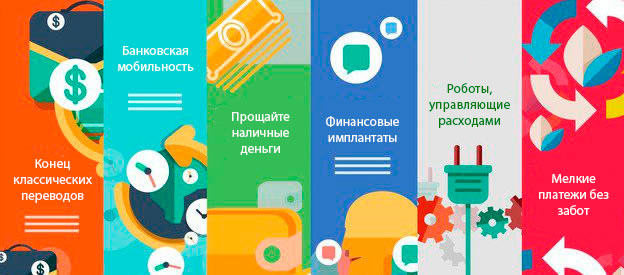 Конец
классических
переводов
Банковская
мобильность
Прощайте
наличные
деньги
Финансовые
имплантаты
Роботы,
управляющие
расходами
Мелкие
платежи без
забот
$
$
$